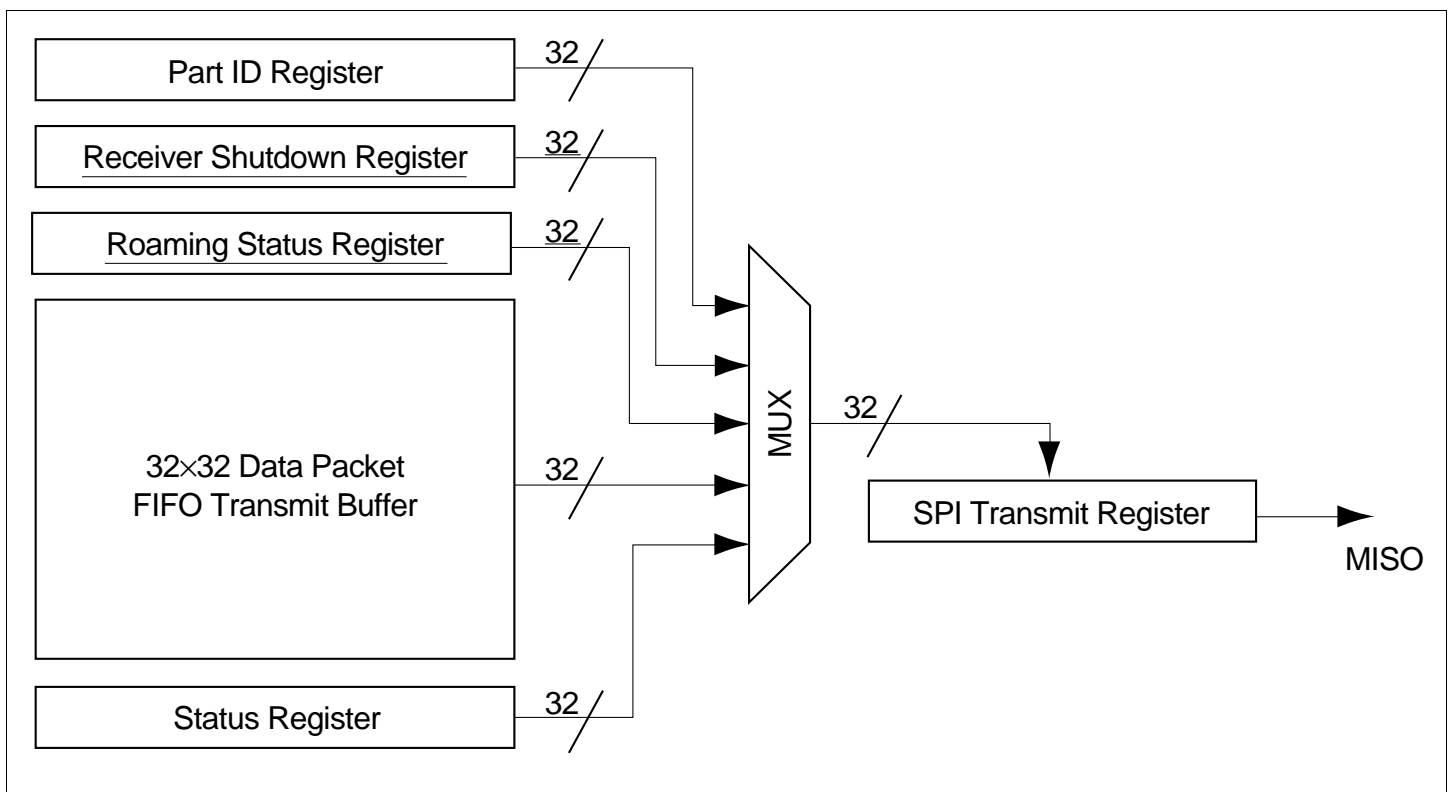 Part ID Register
32
Receiver Shutdown Register
32
Roaming Status Register
32
32×32 Data Packet
FIFO Transmit Buffer
32
Status Register
32
MUX
32
SPI Transmit Register
MISO